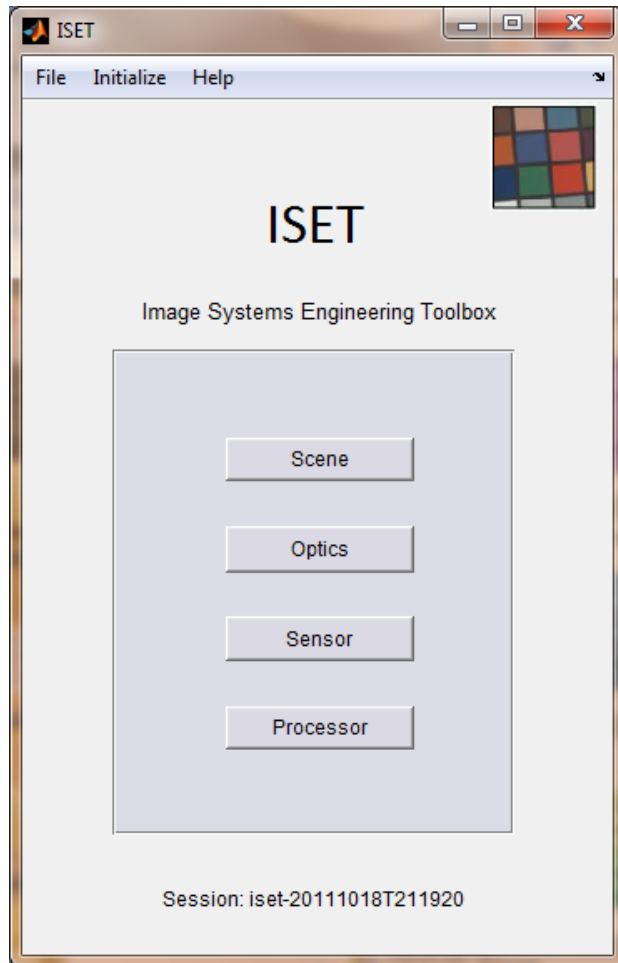 ISET
File Initialize Help
ISET
Image Systems Engineering Toolbox
Scene
Optics
Sensor
Processor
Session: iset-20111018T211920